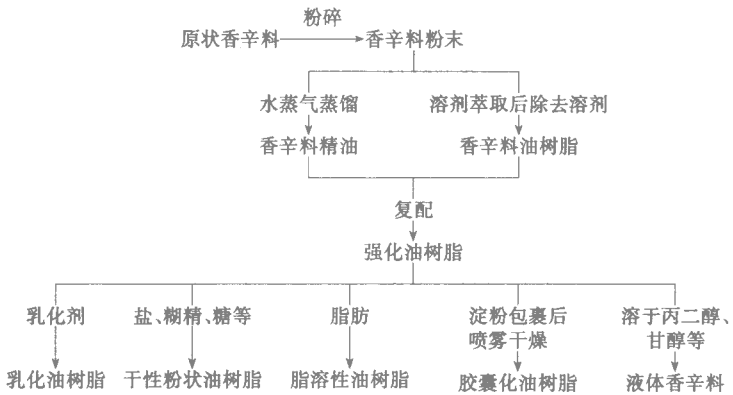 粉碎
原状香辛料 香辛料粉末
水蒸气蒸馏 溶剂萃取后除去溶剂
香辛料精油 香辛料油树脂
复配
强化油树脂
乳化剂 盐、糊精、糖等 脂肪 淀粉包裹后 溶于丙二醇、
喷雾干燥 甘醇等
乳化油树脂 干性粉状油树脂 脂溶性油树脂 胶囊化油树脂 液体香辛料